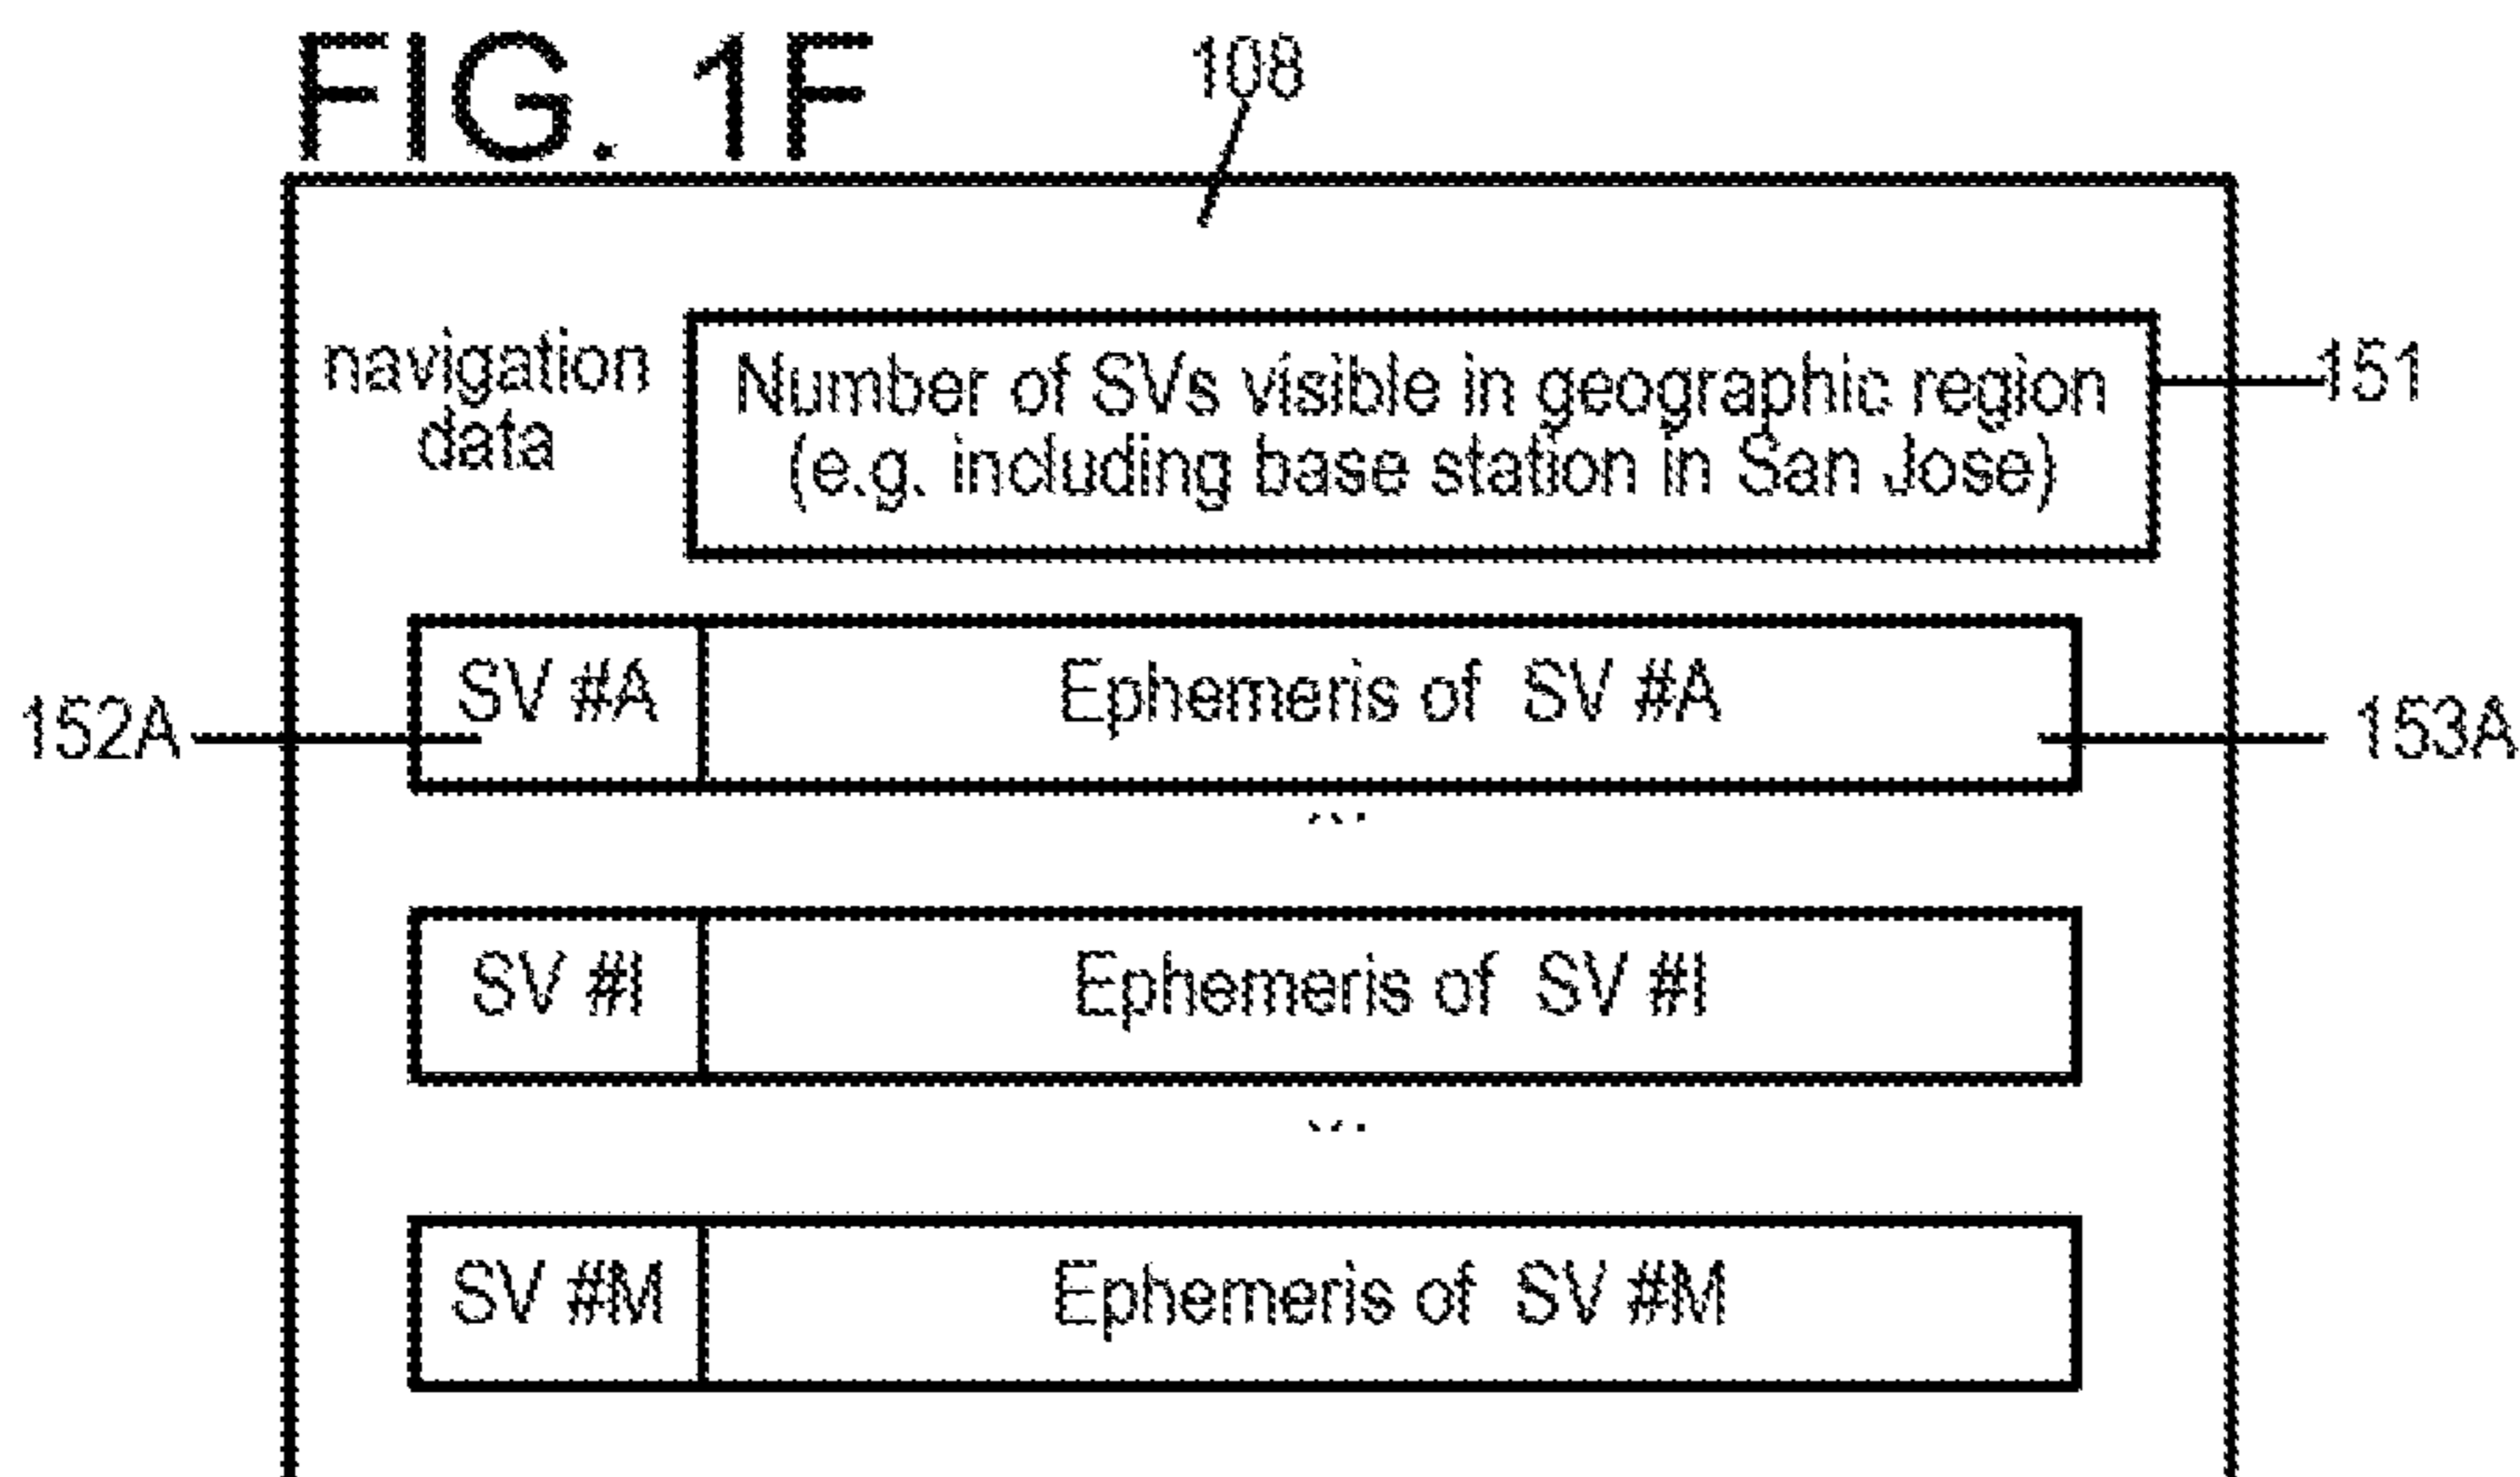 FIG. 1F
108
navigation
data
Number of SVs visible in geographic region
(e.g. including base station in San Jose)
151
152A
SV #A
Ephemeris of SV #A
153A
...
SV #I
Ephemeris of SV #I
...
SV #M
Ephemeris of SV #M